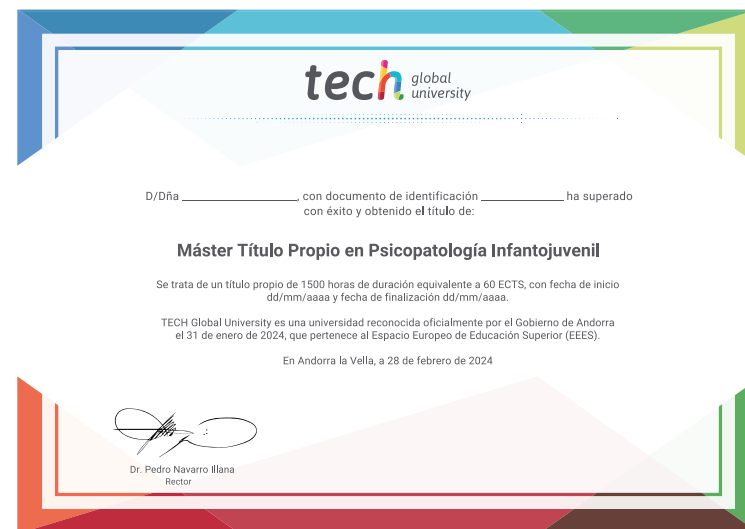 tech global university
D/Dña ____________________, con documento de identificación ______________ ha superado
con éxito y obtenido el título de:
Máster Título Propio en Psicopatología Infantojuvenil
Se trata de un título propio de 1500 horas de duración equivalente a 60 ECTS, con fecha de inicio
dd/mm/aaaa y fecha de finalización dd/mm/aaaa.
TECH Global University es una universidad reconocida oficialmente por el Gobierno de Andorra
el 31 de enero de 2024, que pertenece al Espacio Europeo de Educación Superior (EEES).
En Andorra la Vella, a 28 de febrero de 2024
Dr. Pedro Navarro Illana
Rector